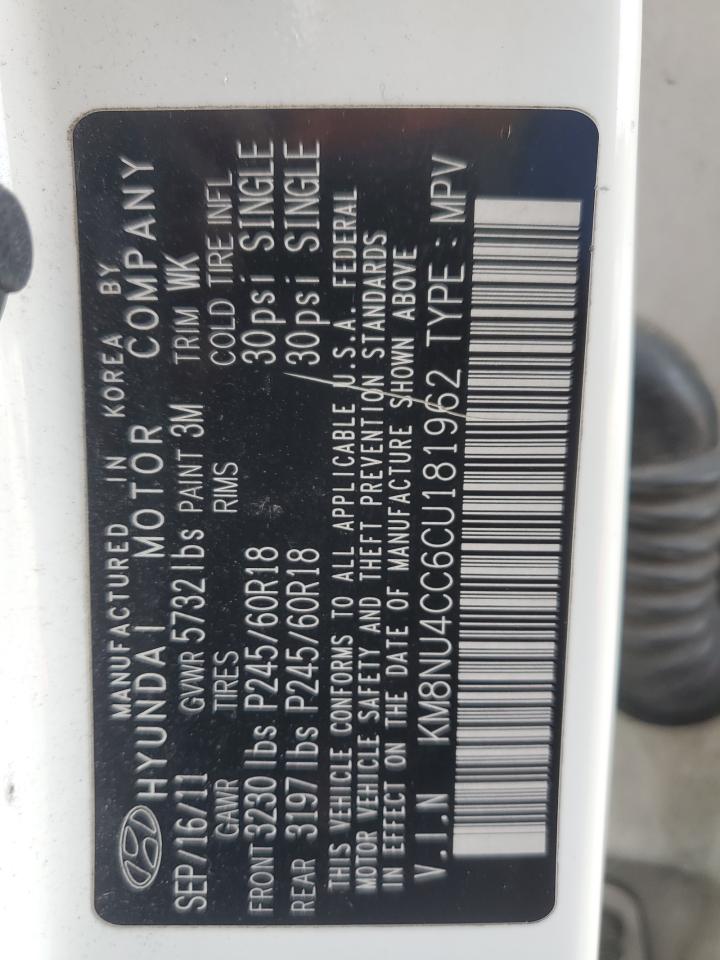 MANUFACTURED IN KOREA BY
HYUNDAI MOTOR COMPANY
SEP/16/11 GVWR 5732 lbs PAINT 3M TRIM WK
GAWR TIRES RIMS COLD TIRE INFL
FRONT 3230 lbs P245/60R18 30psi SINGLE
REAR 3197 lbs P245/60R18 30psi SINGLE
THIS VEHICLE CONFORMS TO ALL APPLICABLE U.S.A. FEDERAL
MOTOR VEHICLE SAFETY AND THEFT PREVENTION STANDARDS
IN EFFECT ON THE DATE OF MANUFACTURE SHOWN ABOVE
V.I.N KM8NU4CC6CU181962 TYPE : MPV